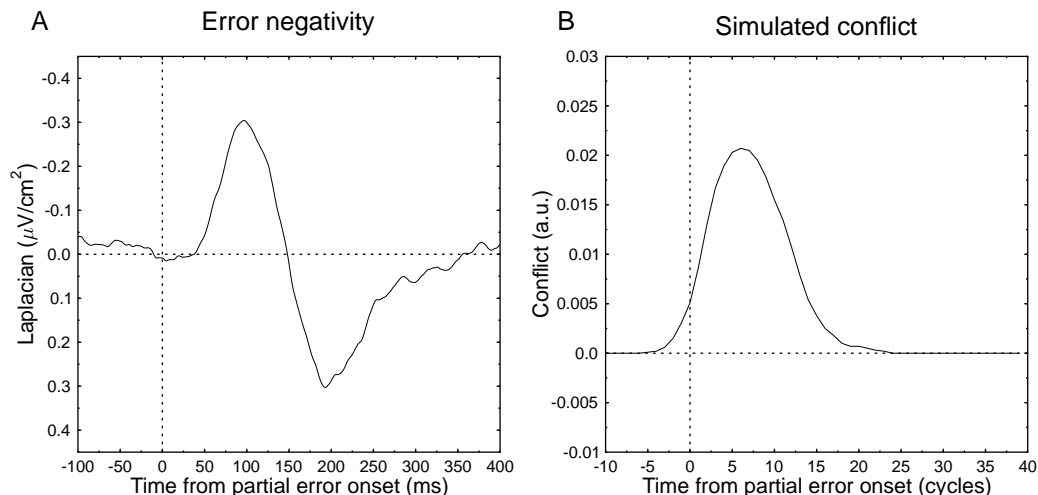 A
Error negativity
-0.4
-0.3
-0.2
-0.1
0.0
0.1
0.2
0.3
0.4
Laplacian (μV/cm²)
-100 -50 0 50 100 150 200 250 300 350 400
Time from partial error onset (ms)
B
Simulated conflict
0.03
0.025
0.02
0.015
0.01
0.005
0.0
-0.005
-0.01
Conflict (a.u.)
-10 -5 0 5 10 15 20 25 30 35 40
Time from partial error onset (cycles)